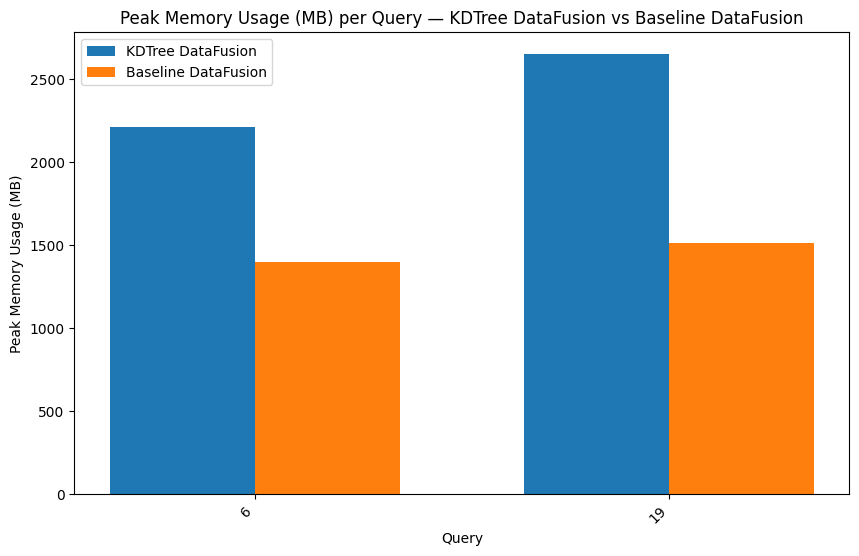 Peak Memory Usage (MB) per Query — KDTree DataFusion vs Baseline DataFusion
KDTree DataFusion
Baseline DataFusion
Peak Memory Usage (MB)
2500
2000
1500
1000
500
0
6
19
Query